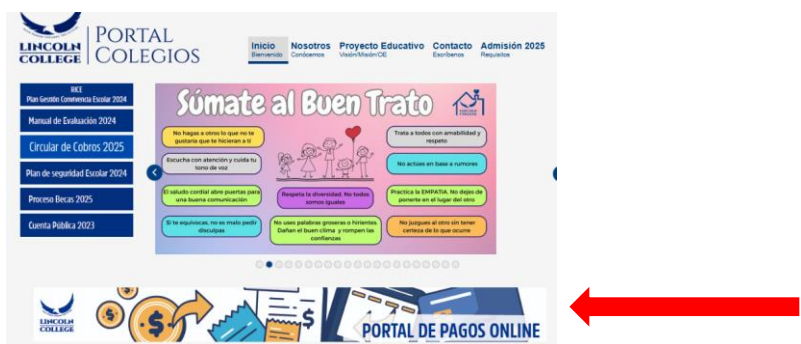 LINCOLN
COLLEGE
PORTAL
COLEGIOS
Inicio
Bienvenido
Nosotros
Conócenos
Proyecto Educativo
Visión/Misión/OE
Contacto
Escríbenos
Admisión 2025
Requisitos
RICE
Plan Gestión Convivencia Escolar 2024
Manual de Evaluación 2024
Circular de Cobros 2025
Plan de seguridad Escolar 2024
Proceso Becas 2025
Cuenta Pública 2023
Súmate al Buen Trato
No hagas a otros lo que no te
gustaría que te hicieran a ti
Trata a todos con amabilidad y
respeto
Escucha con atención y cuida tu
tono de voz
No actúes en base a rumores
El saludo cordial abre puertas para
una buena comunicación
Respeta la diversidad. No todos
somos iguales
Practica la EMPATIA. No dejes de
ponerte en el lugar del otro
Si te equivocas, no es malo pedir
disculpas
No uses palabras groseras o hirientes.
Dañan el buen clima y rompen las
confianzas
No juzgues al otro sin tener
certeza de lo que ocurre
LINCOLN
COLLEGE
PORTAL DE PAGOS ONLINE